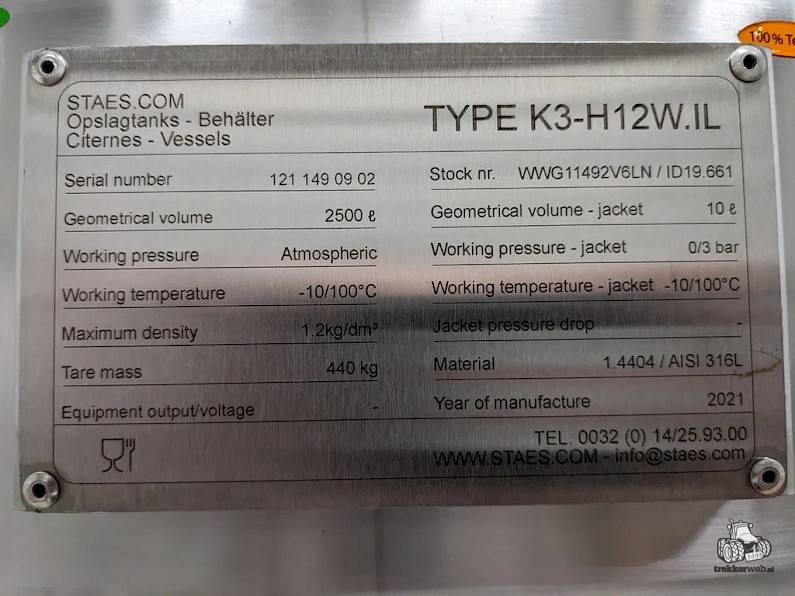 100% Te
STAES.COM
Opslagtanks - Behälter
Citernes - Vessels
TYPE K3-H12W.IL
Serial number 121 149 09 02
Geometrical volume 2500 ℓ
Working pressure Atmospheric
Working temperature -10/100°C
Maximum density 1.2kg/dm³
Tare mass 440 kg
Equipment output/voltage -
Stock nr. WWG11492V6LN / ID19.661
Geometrical volume - jacket 10 ℓ
Working pressure - jacket 0/3 bar
Working temperature - jacket -10/100°C
Jacket pressure drop -
Material 1.4404 / AISI 316L
Year of manufacture 2021
TEL. 0032 (0) 14/25.93.00
WWW.STAES.COM - info@staes.com
trekkerweb.nl